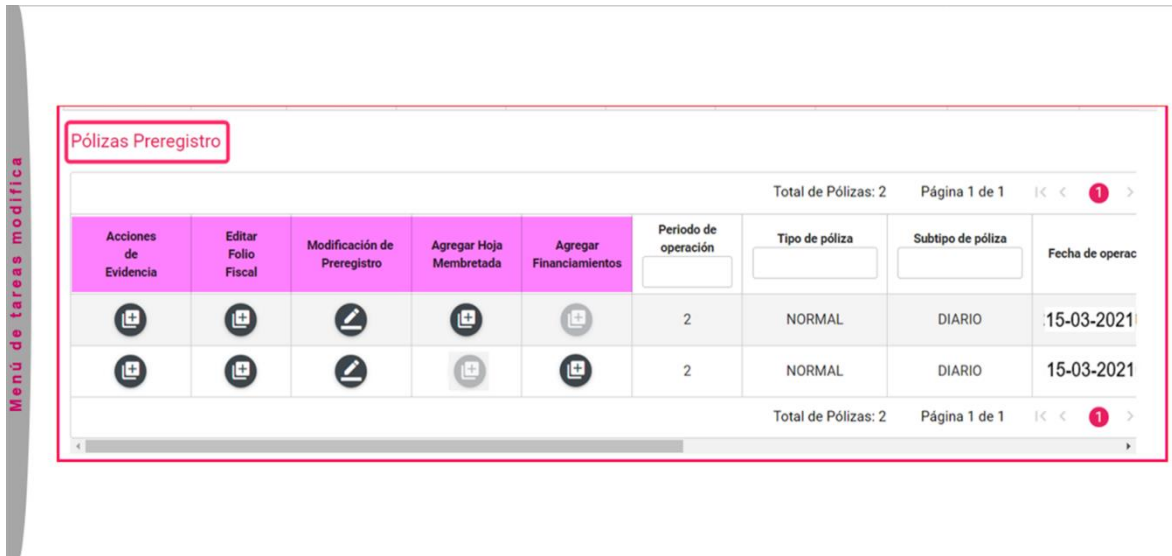 Menú de tareas modifica
Pólizas Preregistro
Total de Pólizas: 2 Página 1 de 1 1
Acciones
de
Evidencia
Editar
Folio
Fiscal
Modificación de
Preregistro
Agregar Hoja
Membretada
Agregar
Financiamientos
Periodo de
operación
Tipo de póliza
Subtipo de póliza
Fecha de operac
2 NORMAL DIARIO 15-03-2021
2 NORMAL DIARIO 15-03-2021
Total de Pólizas: 2 Página 1 de 1 1